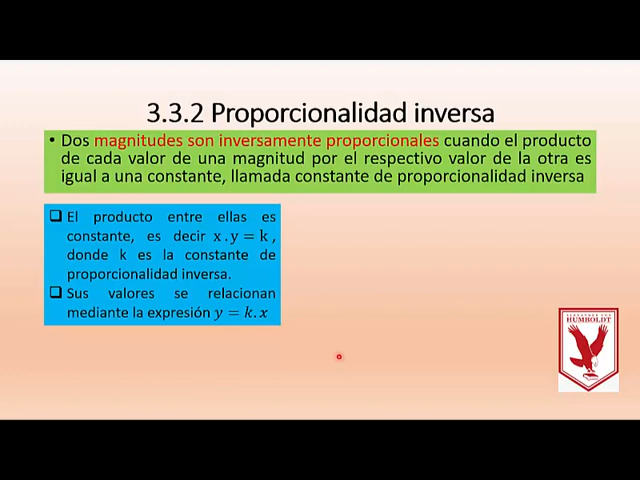 3.3.2 Proporcionalidad inversa
• Dos magnitudes son inversamente proporcionales cuando el producto
de cada valor de una magnitud por el respectivo valor de la otra es
igual a una constante, llamada constante de proporcionalidad inversa
❑ El producto entre ellas es
constante, es decir x . y = k ,
donde k es la constante de
proporcionalidad inversa.
❑ Sus valores se relacionan
mediante la expresión y = k. x
HUMBOLDT